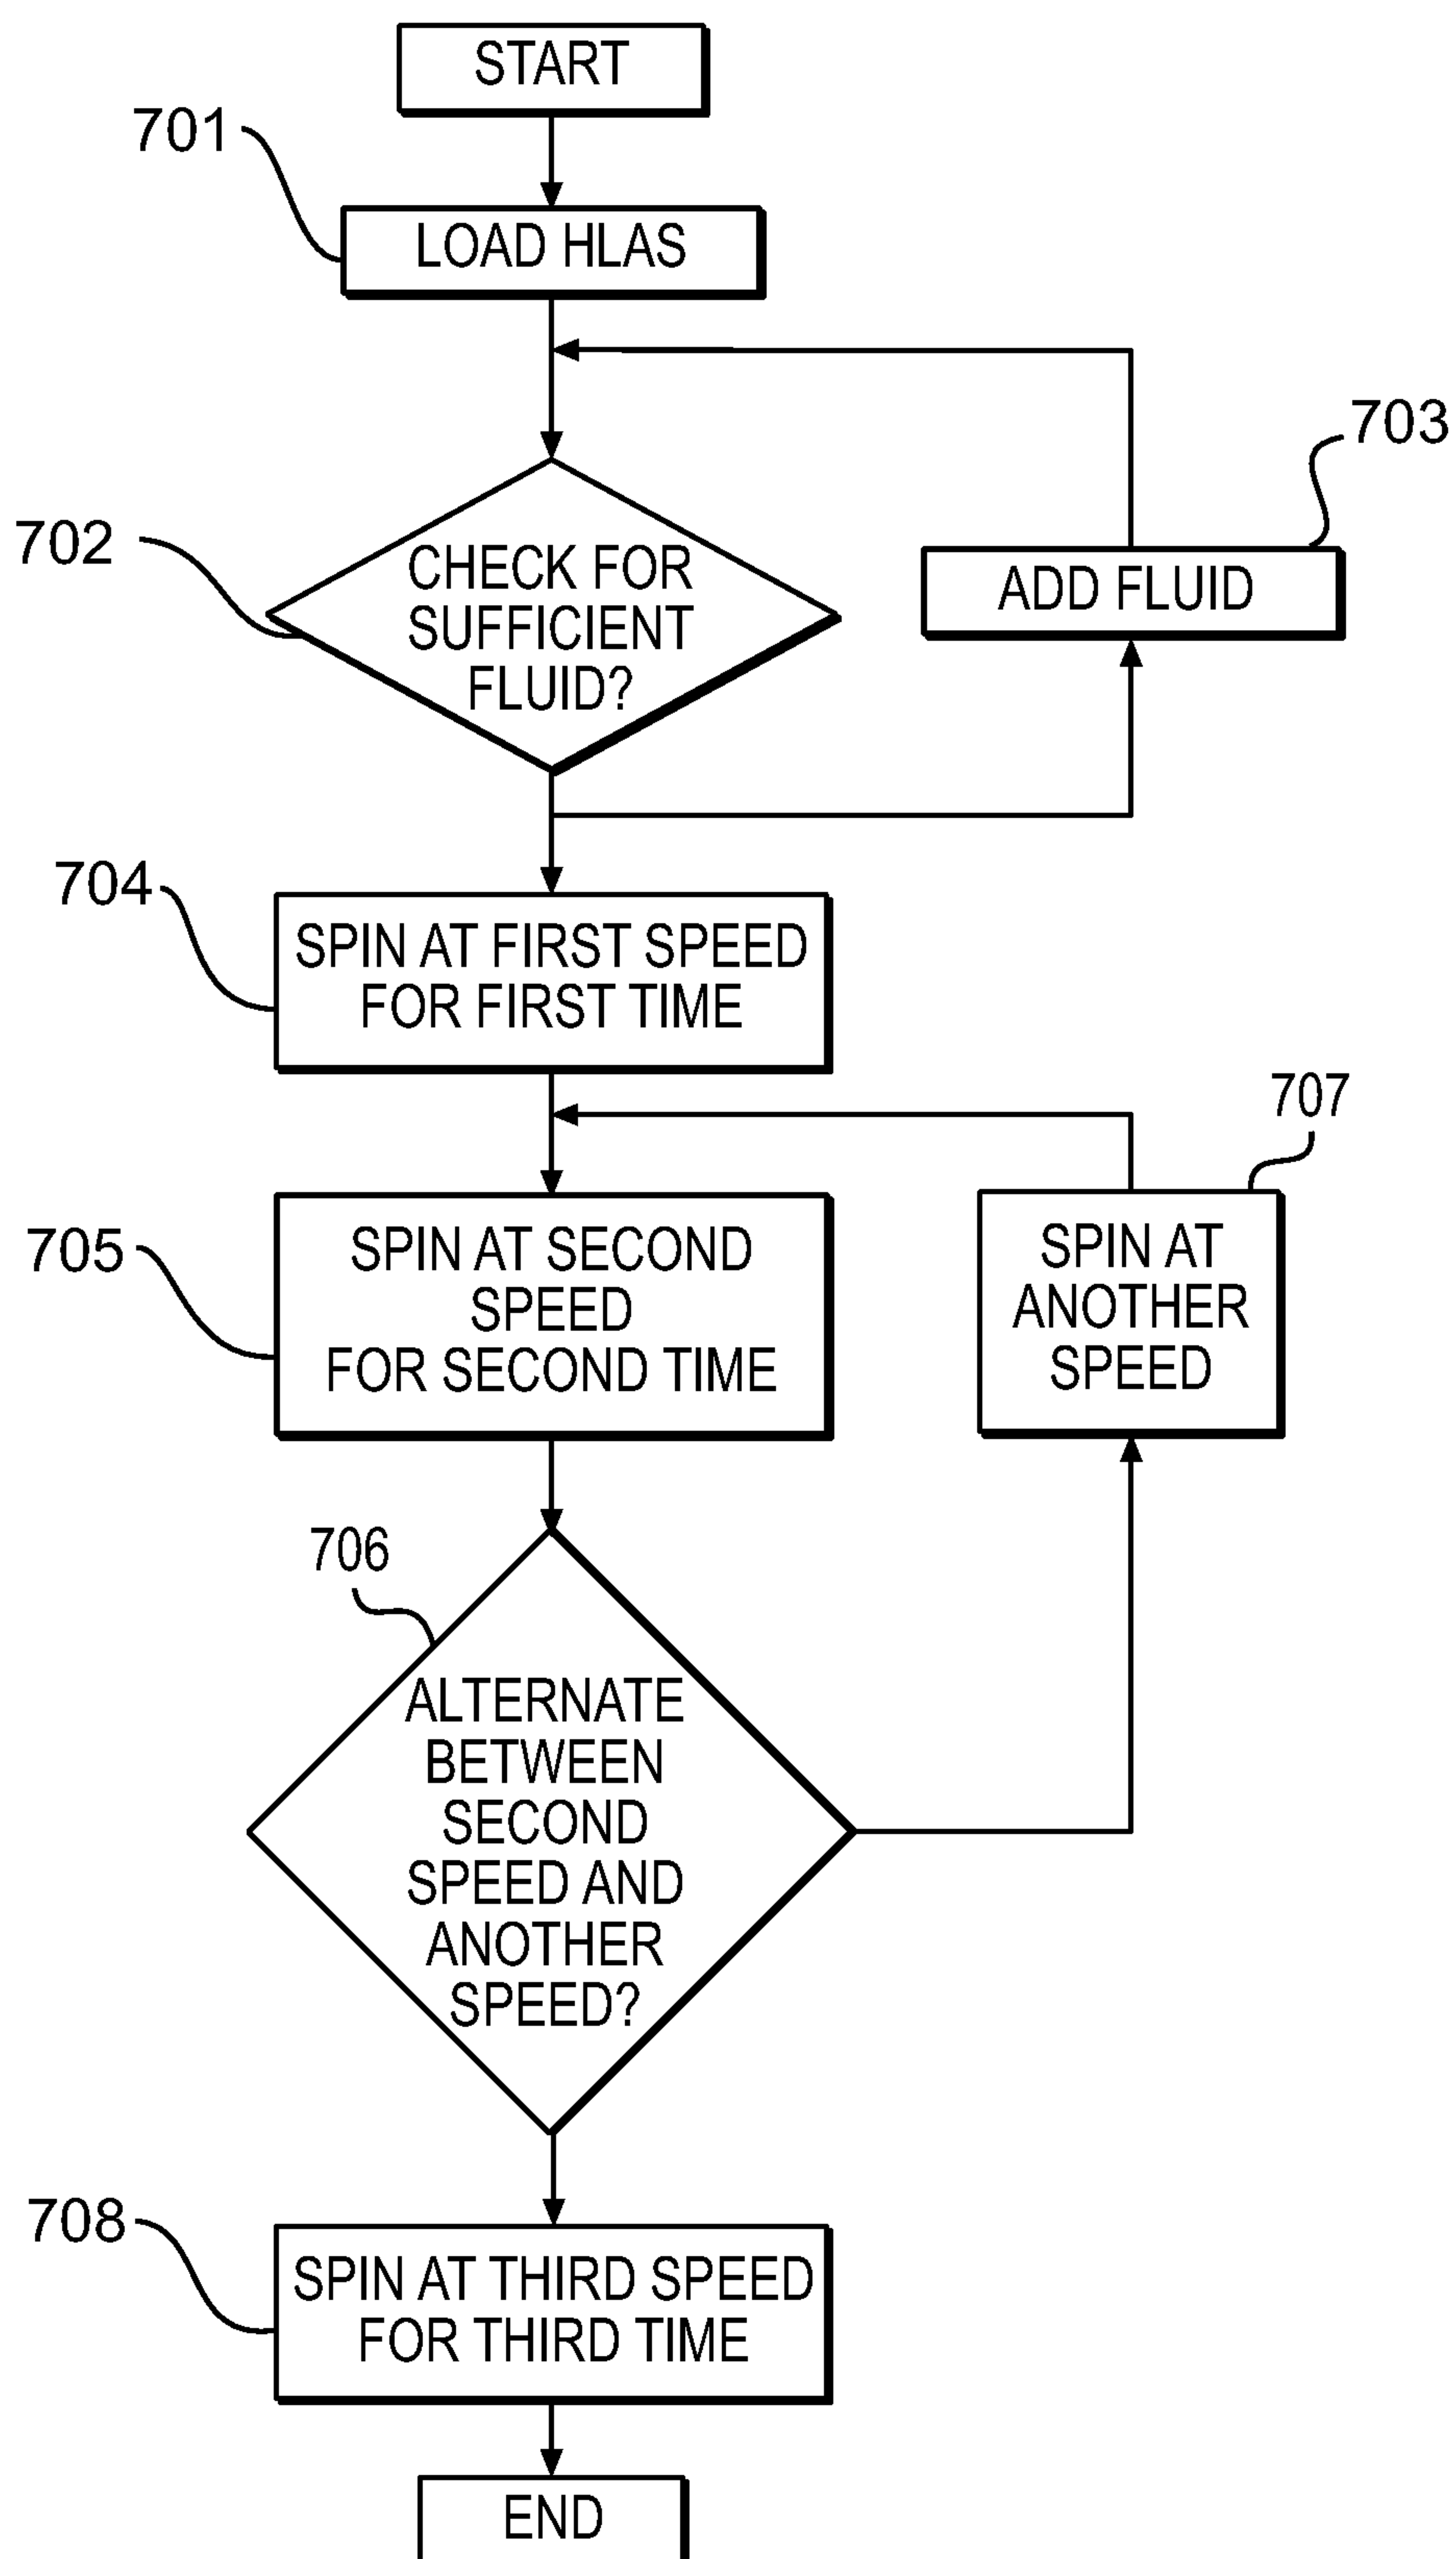 START
701
LOAD HLAS
703
702
CHECK FOR
SUFFICIENT
FLUID?
ADD FLUID
704
SPIN AT FIRST SPEED
FOR FIRST TIME
707
705
SPIN AT SECOND
SPEED
FOR SECOND TIME
SPIN AT
ANOTHER
SPEED
706
ALTERNATE
BETWEEN
SECOND
SPEED AND
ANOTHER
SPEED?
708
SPIN AT THIRD SPEED
FOR THIRD TIME
END